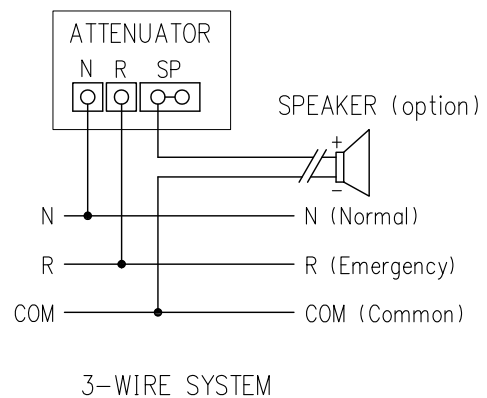 ATTENUATOR
N R SP
SPEAKER (option)
+
−
N N (Normal)
R R (Emergency)
COM COM (Common)
3-WIRE SYSTEM